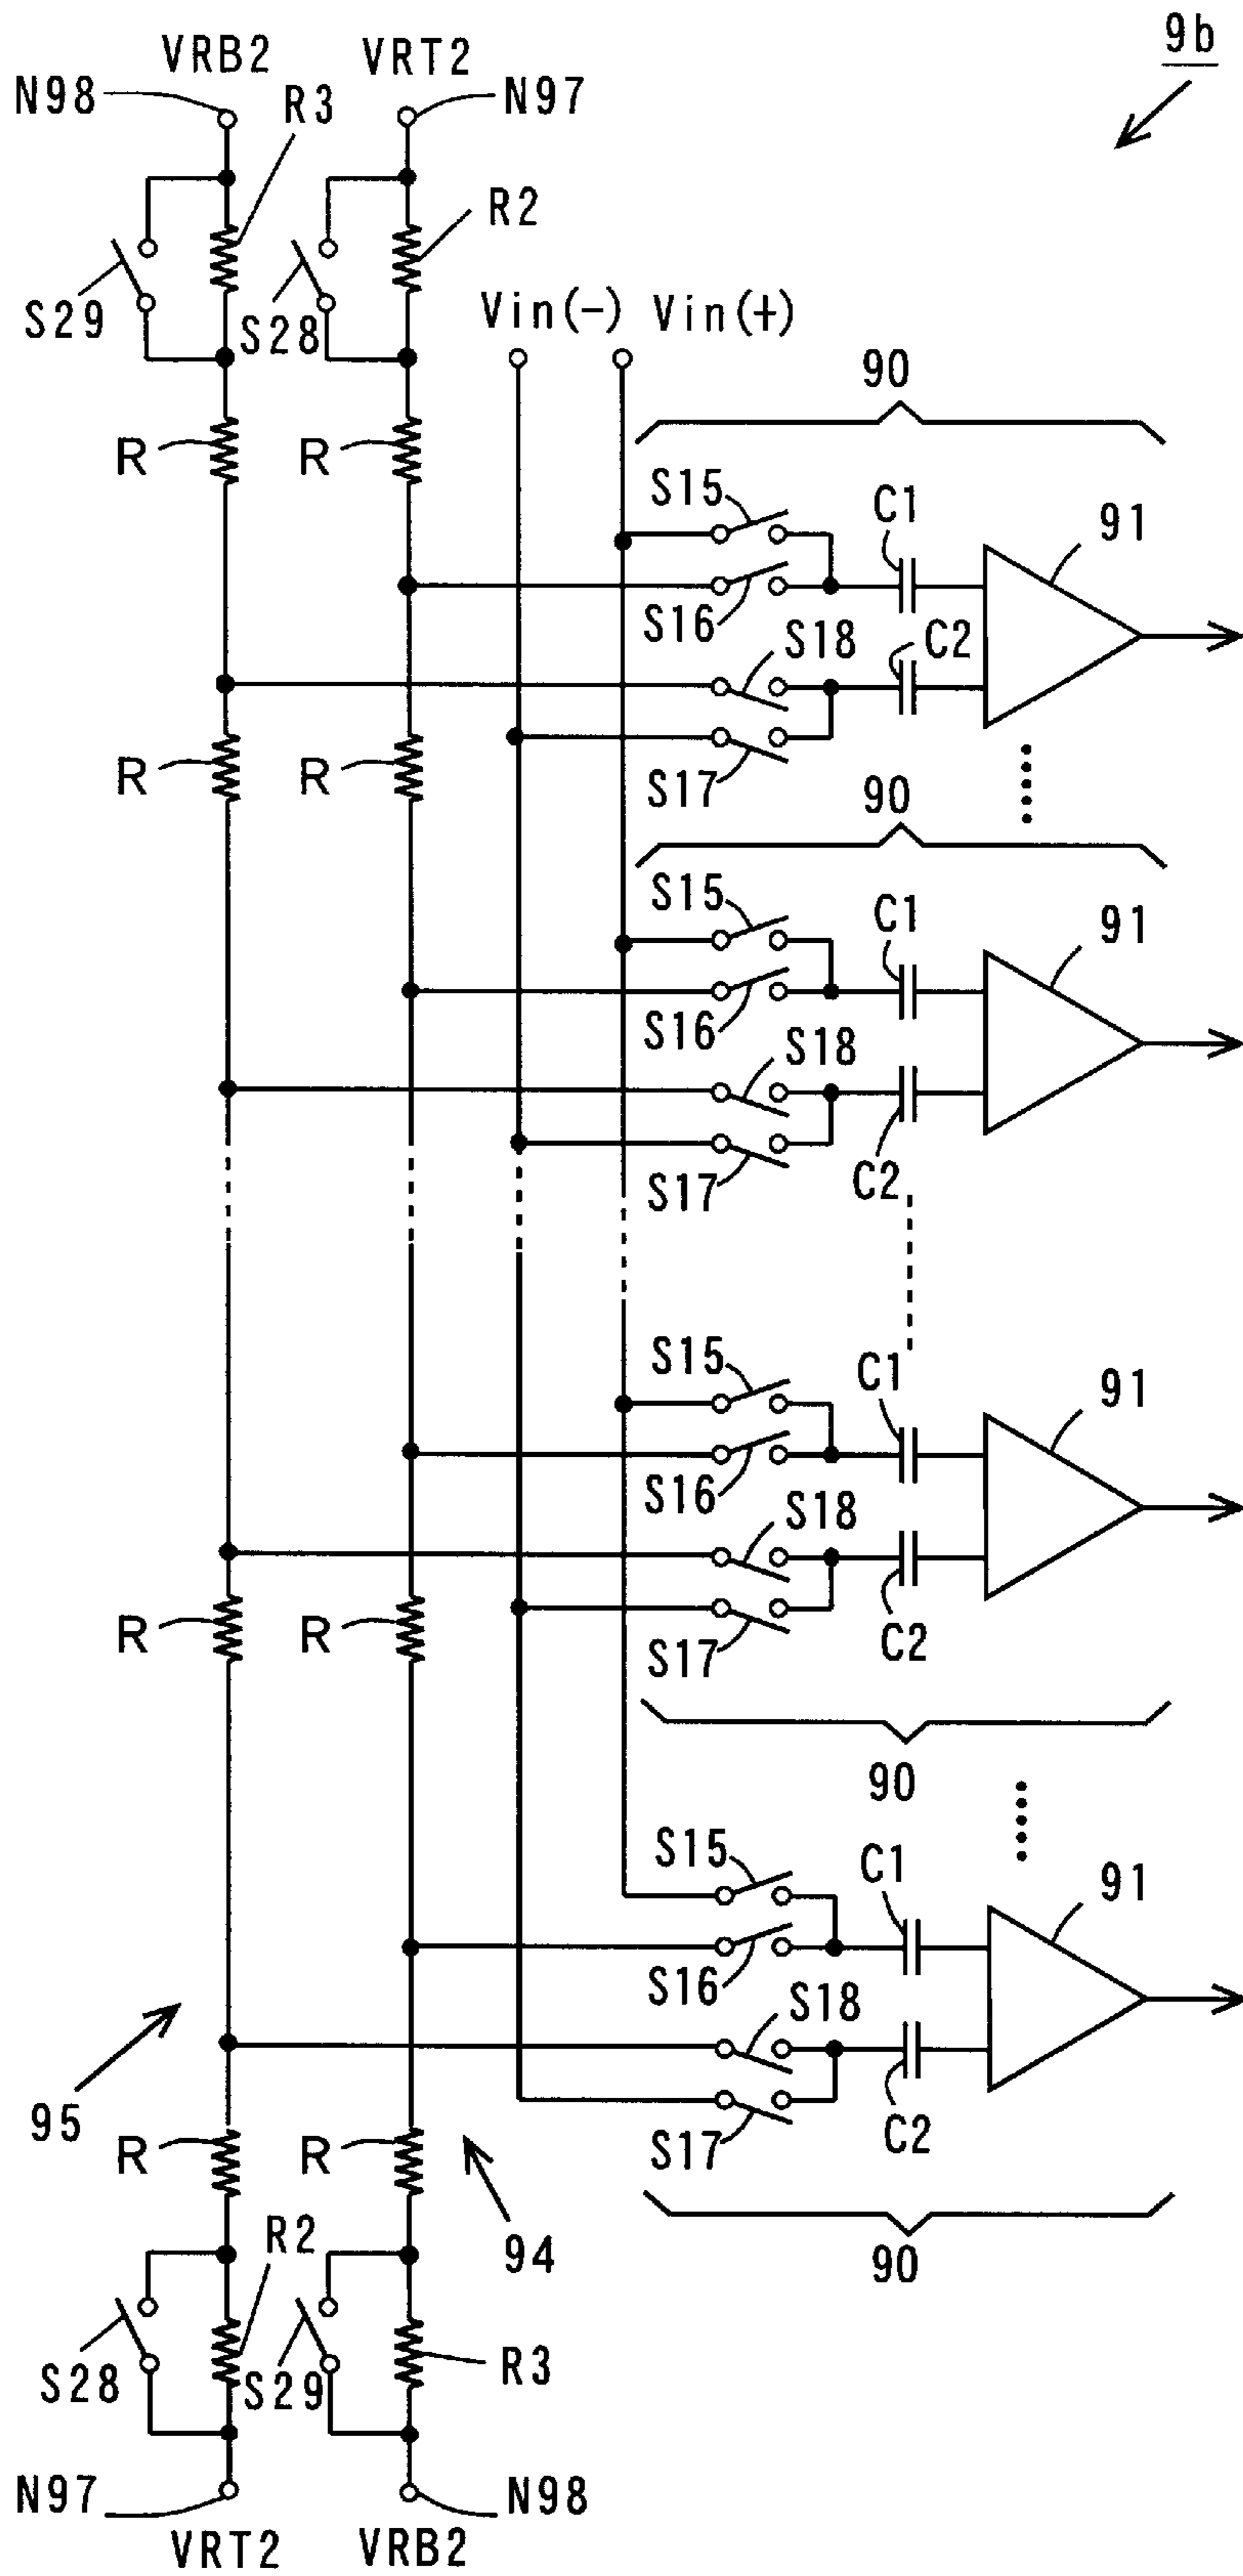 9b
VRB2 VRT2
N98 R3 N97
R2
S29 S28 Vin(-) Vin(+)
90
R R S15 C1 91
S16 S18 C2
R R S17 90
S15 C1 91
S16 S18
S17 C2
S15 C1 91
S16 S18
R R S17 C2
90
S15 C1 91
S16 S18
95 R R S17 C2
R2 94 90
S28 S29 R3
N97 N98
VRT2 VRB2